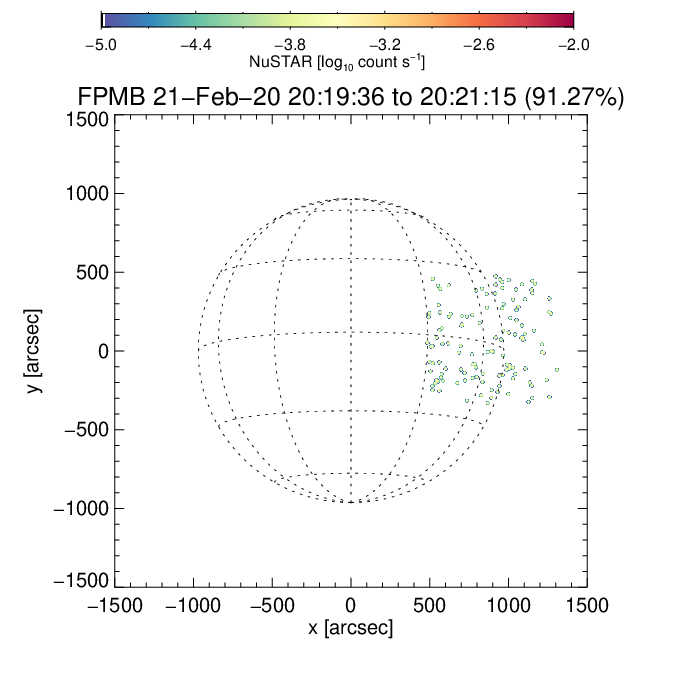 −5.0 −4.4 −3.8 −3.2 −2.6 −2.0
NuSTAR [log₁₀ count s⁻¹]
FPMB 21−Feb−20 20:19:36 to 20:21:15 (91.27%)
1500
1000
500
0
−500
−1000
−1500
y [arcsec]
−1500 −1000 −500 0 500 1000 1500
x [arcsec]